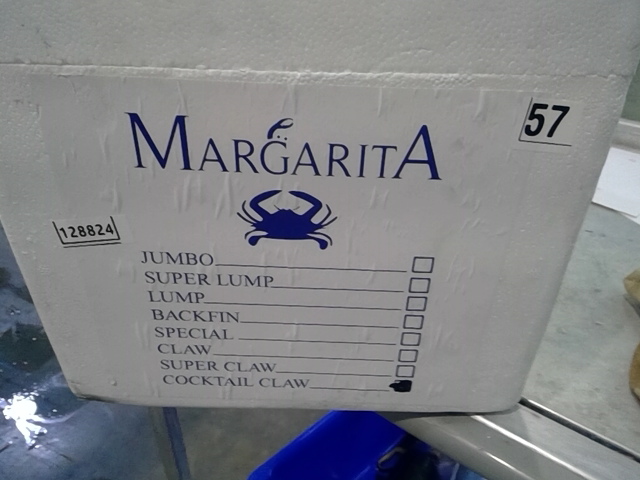 57
MARGARITA
128824
JUMBO
SUPER LUMP
LUMP
BACKFIN
SPECIAL
CLAW
SUPER CLAW
COCKTAIL CLAW